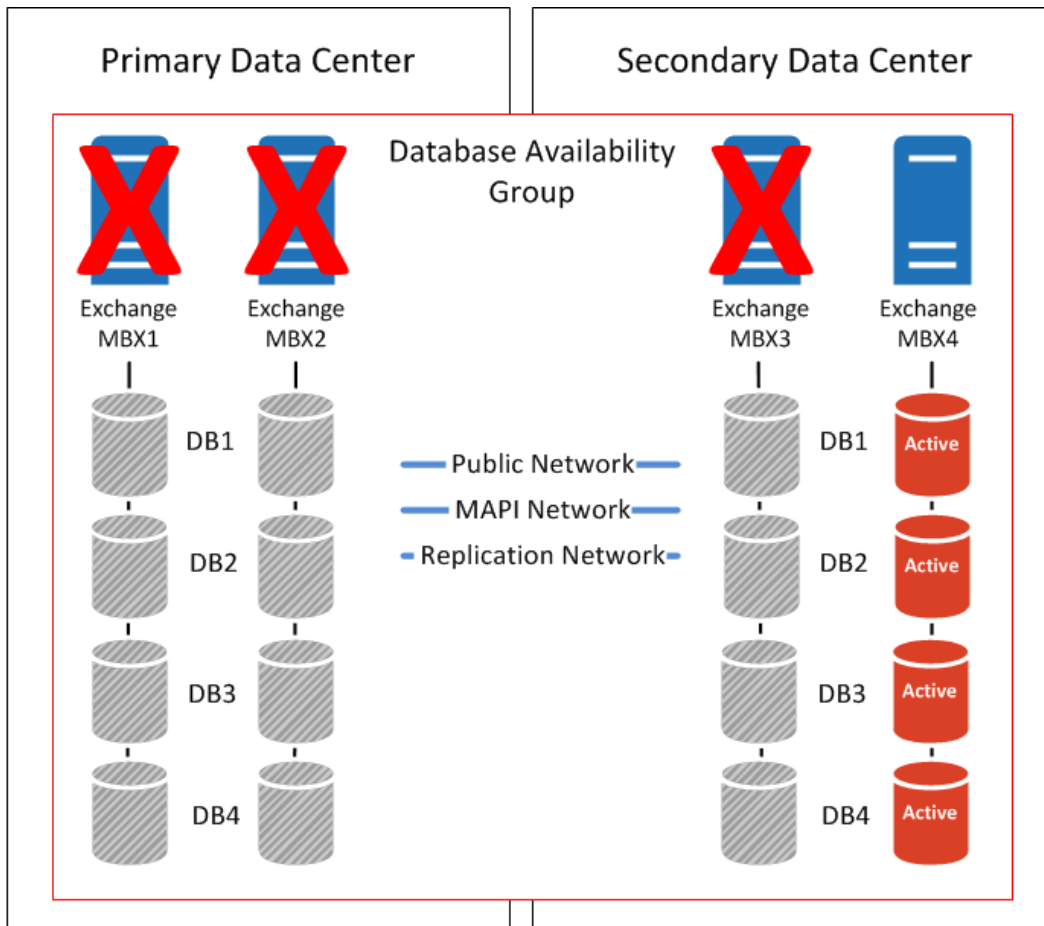 Primary Data Center
Secondary Data Center
Database Availability
Group
Exchange
MBX1
Exchange
MBX2
Exchange
MBX3
Exchange
MBX4
DB1
DB1
Active
Public Network
MAPI Network
Replication Network
DB2
DB2
Active
DB3
DB3
Active
DB4
DB4
Active